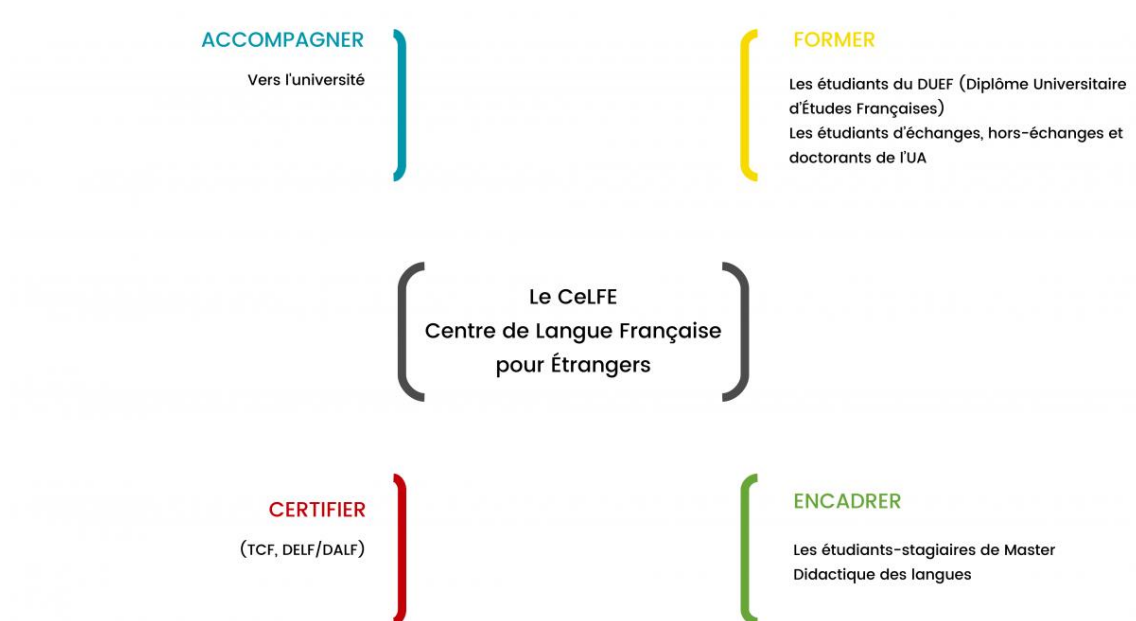 ACCOMPAGNER
Vers l'université
FORMER
Les étudiants du DUEF (Diplôme Universitaire
d'Études Françaises)
Les étudiants d'échanges, hors-échanges et
doctorants de l'UA
Le CeLFE
Centre de Langue Française
pour Étrangers
CERTIFIER
(TCF, DELF/DALF)
ENCADRER
Les étudiants-stagiaires de Master
Didactique des langues